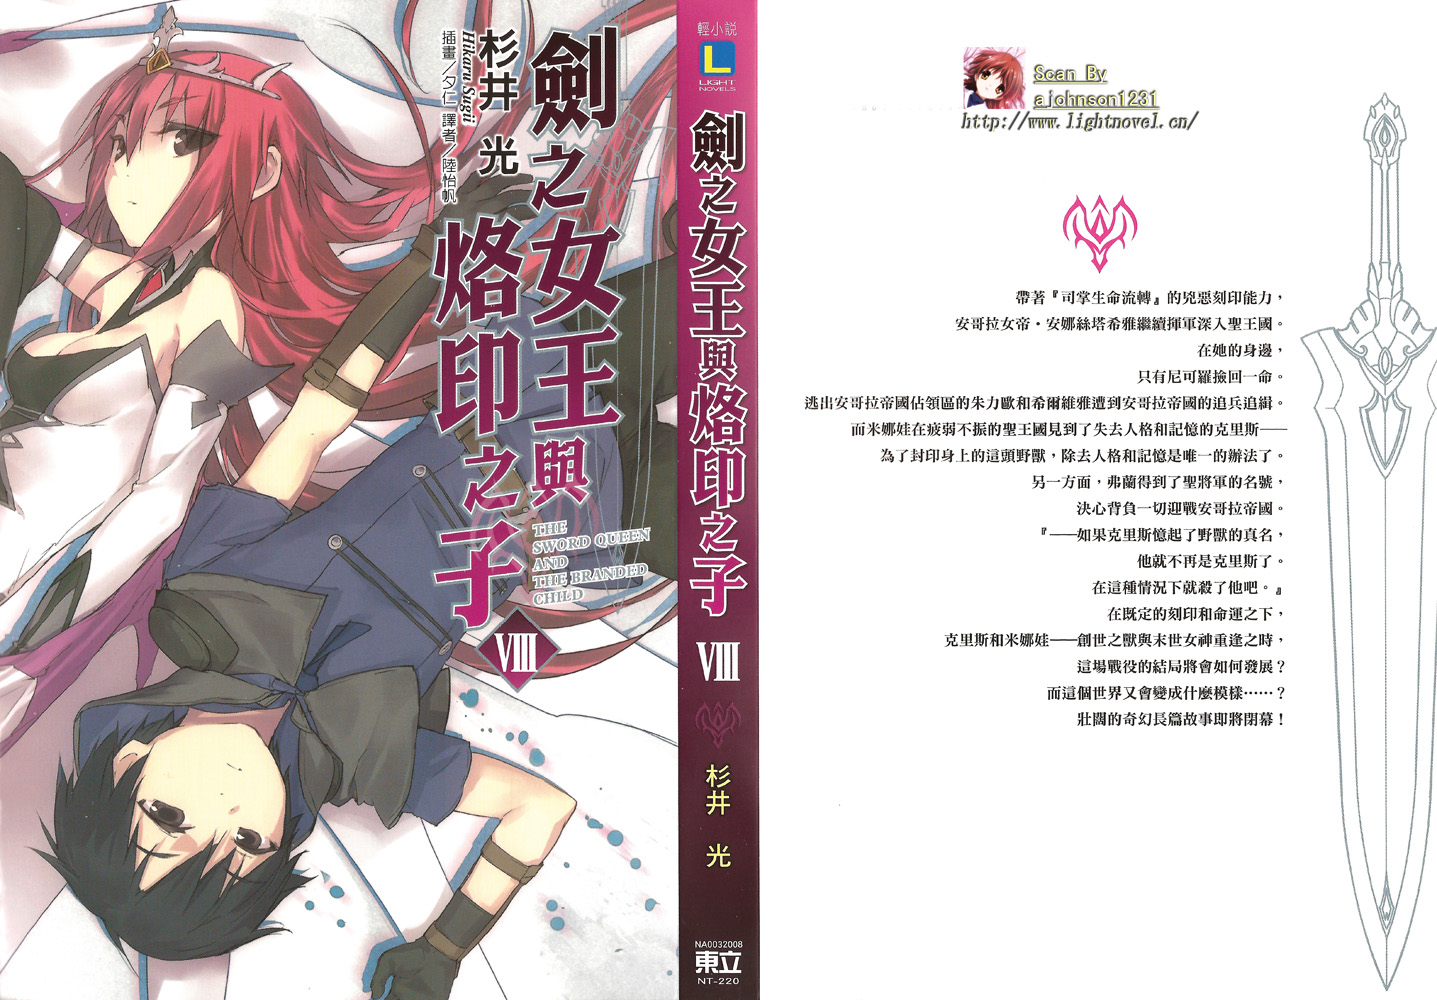 劍之女王與
烙印之子
杉井 光
Hikaru Sugii
插畫／夕仁 譯者／陸怡帆
THE
SWORD QUEEN
AND
THE BRANDED
CHILD
VIII
輕小說
L
LIGHT
NOVELS
劍之女王與烙印之子
VIII
杉井 光
NA0032008
東立
NT-220
Scan By
ajohnson1231
http://www.lightnovel.cn/
帶著『司掌生命流轉』的兇惡刻印能力，
安哥拉女帝・安娜絲塔希雅繼續揮軍深入聖王國。
在她的身邊，
只有尼可羅撿回一命。
逃出安哥拉帝國佔領區的朱力歐和希爾維雅遭到安哥拉帝國的追兵追緝。
而米娜娃在疲弱不振的聖王國見到了失去人格和記憶的克里斯——
為了封印身上的這頭野獸，除去人格和記憶是唯一的辦法了。
另一方面，弗蘭得到了聖將軍的名號，
決心背負一切迎戰安哥拉帝國。
『——如果克里斯憶起了野獸的真名，
他就不再是克里斯了。
在這種情況下就殺了他吧。』
在既定的刻印和命運之下，
克里斯和米娜娃——創世之獸與末世女神重逢之時，
這場戰役的結局將會如何發展？
而這個世界又會變成什麼模樣……？
壯闊的奇幻長篇故事即將閉幕！